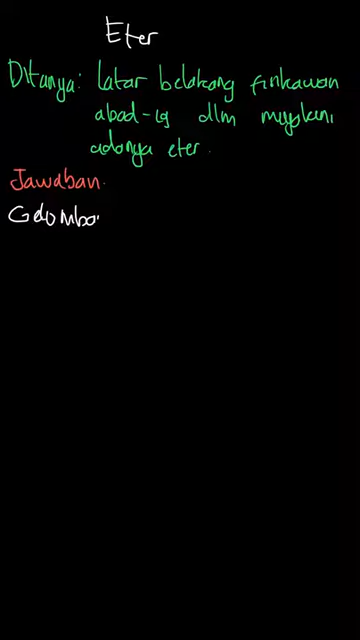 Eter
Ditanya: latar belakang fisikawan
abad-19 dlm meyakini
adanya eter.
Jawaban.
Gelomba